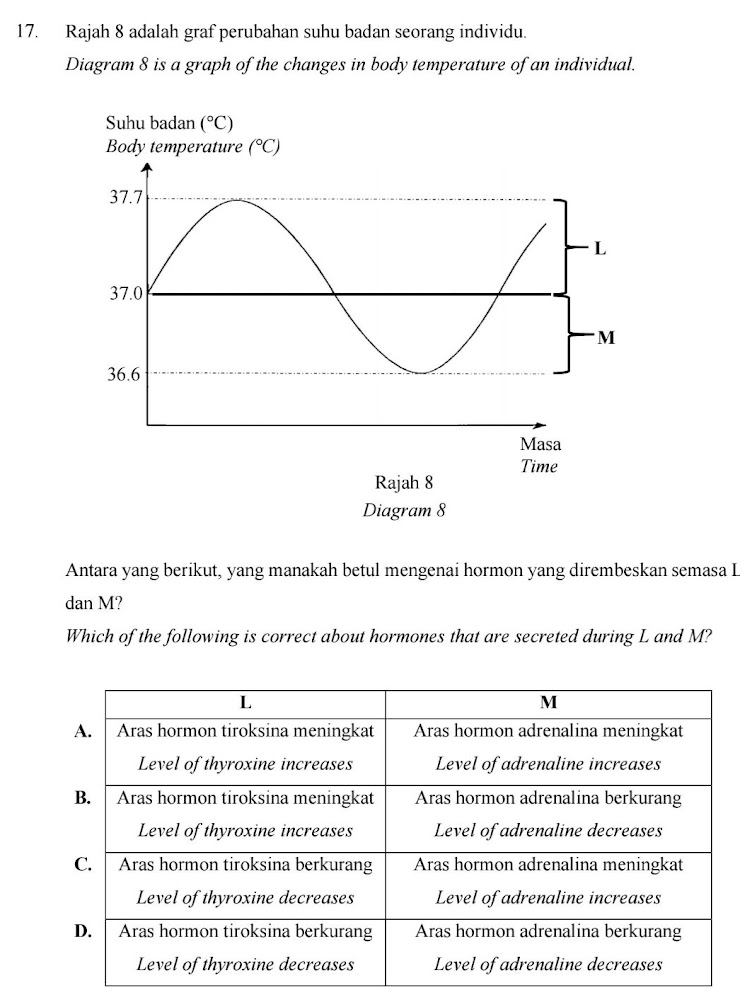 17. Rajah 8 adalah graf perubahan suhu badan seorang individu.
Diagram 8 is a graph of the changes in body temperature of an individual.
Suhu badan (°C)
Body temperature (°C)
37.7
L
37.0
M
36.6
Masa
Time
Rajah 8
Diagram 8
Antara yang berikut, yang manakah betul mengenai hormon yang dirembeskan semasa L
dan M?
Which of the following is correct about hormones that are secreted during L and M?
L M
A. Aras hormon tiroksina meningkat Aras hormon adrenalina meningkat
Level of thyroxine increases Level of adrenaline increases
B. Aras hormon tiroksina meningkat Aras hormon adrenalina berkurang
Level of thyroxine increases Level of adrenaline decreases
C. Aras hormon tiroksina berkurang Aras hormon adrenalina meningkat
Level of thyroxine decreases Level of adrenaline increases
D. Aras hormon tiroksina berkurang Aras hormon adrenalina berkurang
Level of thyroxine decreases Level of adrenaline decreases